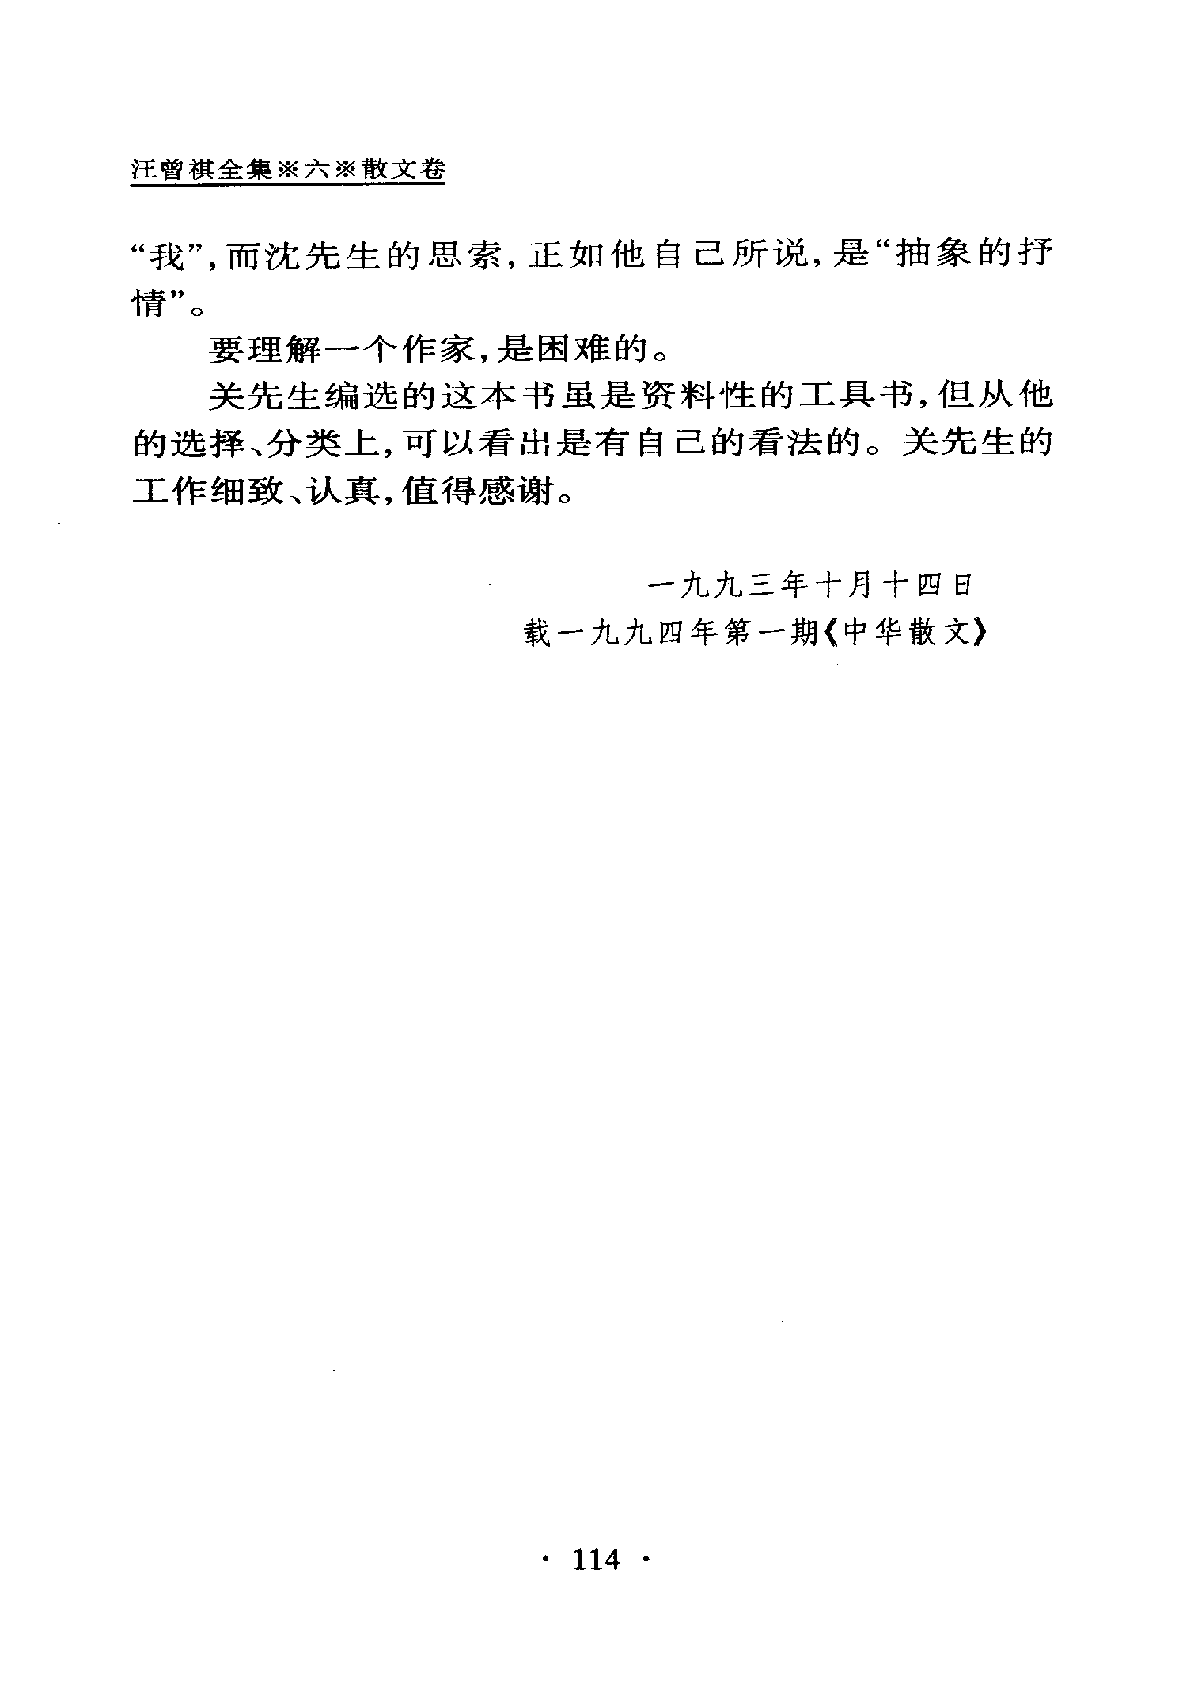 汪曾祺全集※六※散文卷
“我”，而沈先生的思索，正如他自己所说，是“抽象的抒
情”。
要理解一个作家，是困难的。
关先生编选的这本书虽是资料性的工具书，但从他
的选择、分类上，可以看出是有自己的看法的。关先生的
工作细致、认真，值得感谢。
一九九三年十月十四日
载一九九四年第一期《中华散文》
· 114 ·